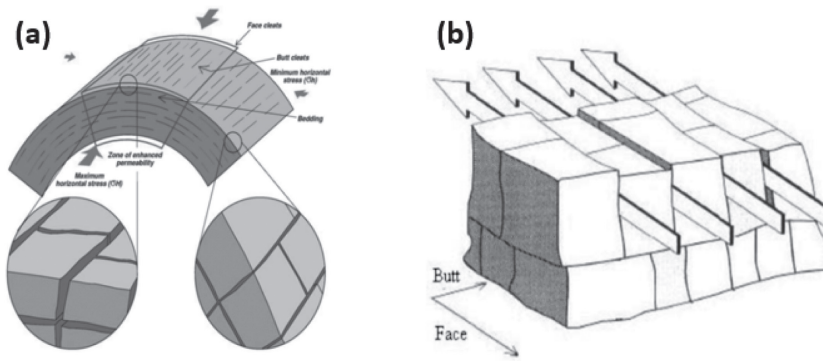 (a)
Face cleats
Butt cleats
Minimum horizontal
stress (σh)
Bedding
Zone of enhanced
permeability
Maximum
horizontal stress (σH)
(b)
Butt
Face